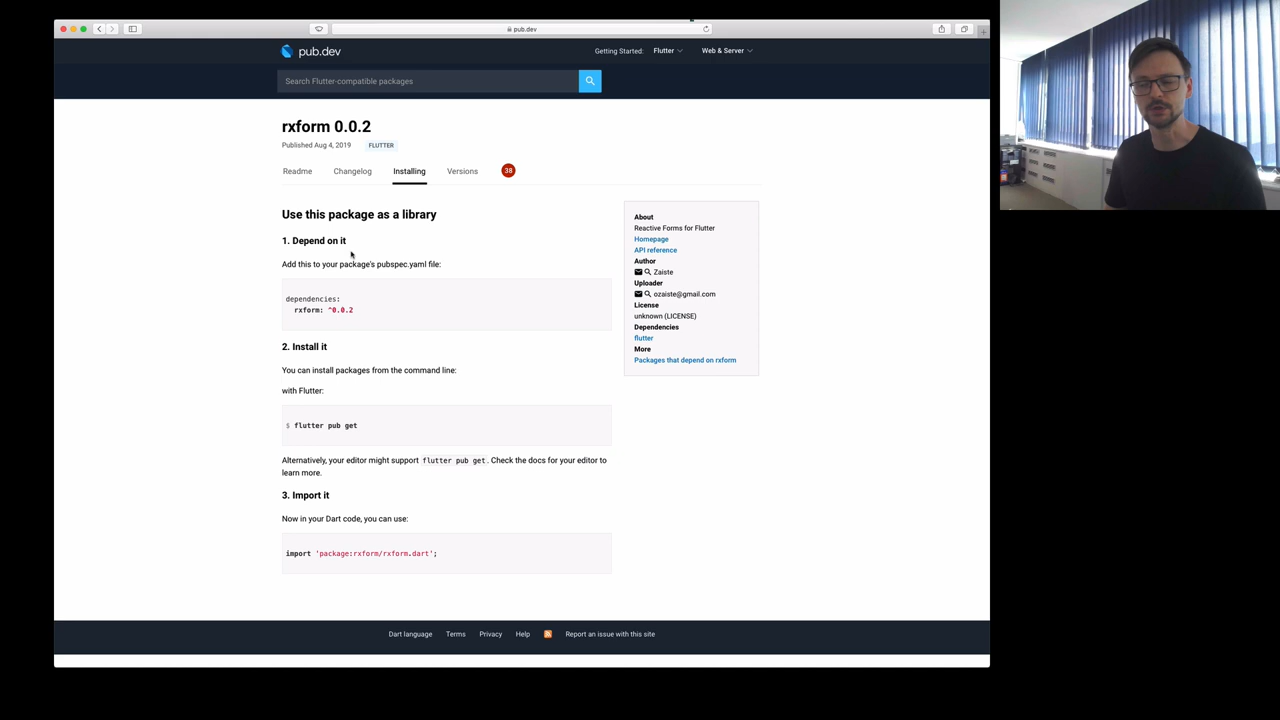 pub.dev
pub.dev
Getting Started: Flutter Web & Server
Search Flutter-compatible packages
rxform 0.0.2
Published Aug 4, 2019 FLUTTER
Readme Changelog Installing Versions 38
Use this package as a library
1. Depend on it
Add this to your package's pubspec.yaml file:
dependencies:
rxform: ^0.0.2
2. Install it
You can install packages from the command line:
with Flutter:
$ flutter pub get
Alternatively, your editor might support flutter pub get. Check the docs for your editor to
learn more.
3. Import it
Now in your Dart code, you can use:
import 'package:rxform/rxform.dart';
About
Reactive Forms for Flutter
Homepage
API reference
Author
Zaiste
Uploader
ozaiste@gmail.com
License
unknown (LICENSE)
Dependencies
flutter
More
Packages that depend on rxform
Dart language Terms Privacy Help Report an issue with this site